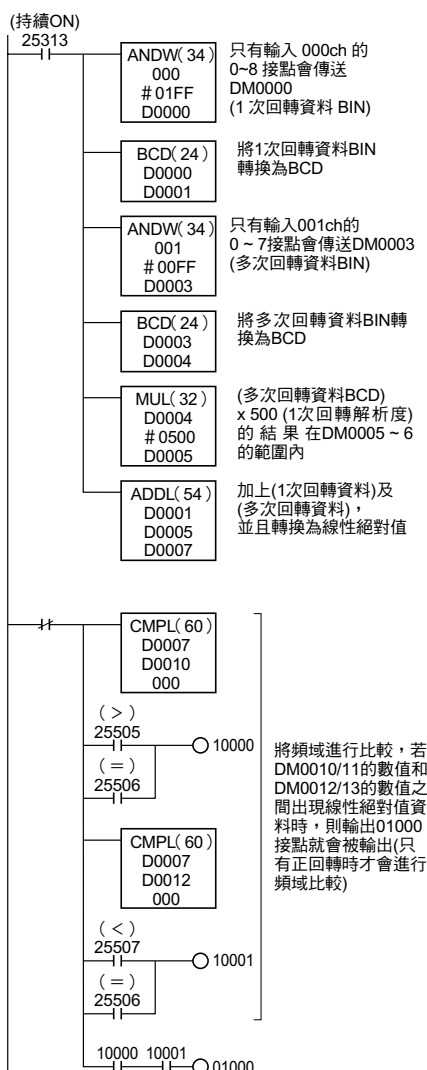 (持續ON)
25313
ANDW(34)
000
#01FF
D0000
只有輸入 000ch 的
0~8 接點會傳送
DM0000
(1 次回轉資料 BIN)
BCD(24)
D0000
D0001
將1次回轉資料BIN
轉換為BCD
ANDW(34)
001
#00FF
D0003
只有輸入001ch的
0 ~ 7接點會傳送DM0003
(多次回轉資料BIN)
BCD(24)
D0003
D0004
將多次回轉資料BIN轉
換為BCD
MUL(32)
D0004
#0500
D0005
(多次回轉資料BCD)
x 500 (1次回轉解析度)
的 結 果 在DM0005 ~ 6
的範圍內
ADDL(54)
D0001
D0005
D0007
加上(1次回轉資料)及
(多次回轉資料),
並且轉換為線性絕對值
CMPL(60)
D0007
D0010
000
(>)
25505
10000
(=)
25506
CMPL(60)
D0007
D0012
000
(<)
25507
10001
(=)
25506
將頻域進行比較,若
DM0010/11的數值和
DM0012/13的數值之
間出現線性絕對值資
料時,則輸出01000
接點就會被輸出(只
有正回轉時才會進行
頻域比較)
10000 10001
01000